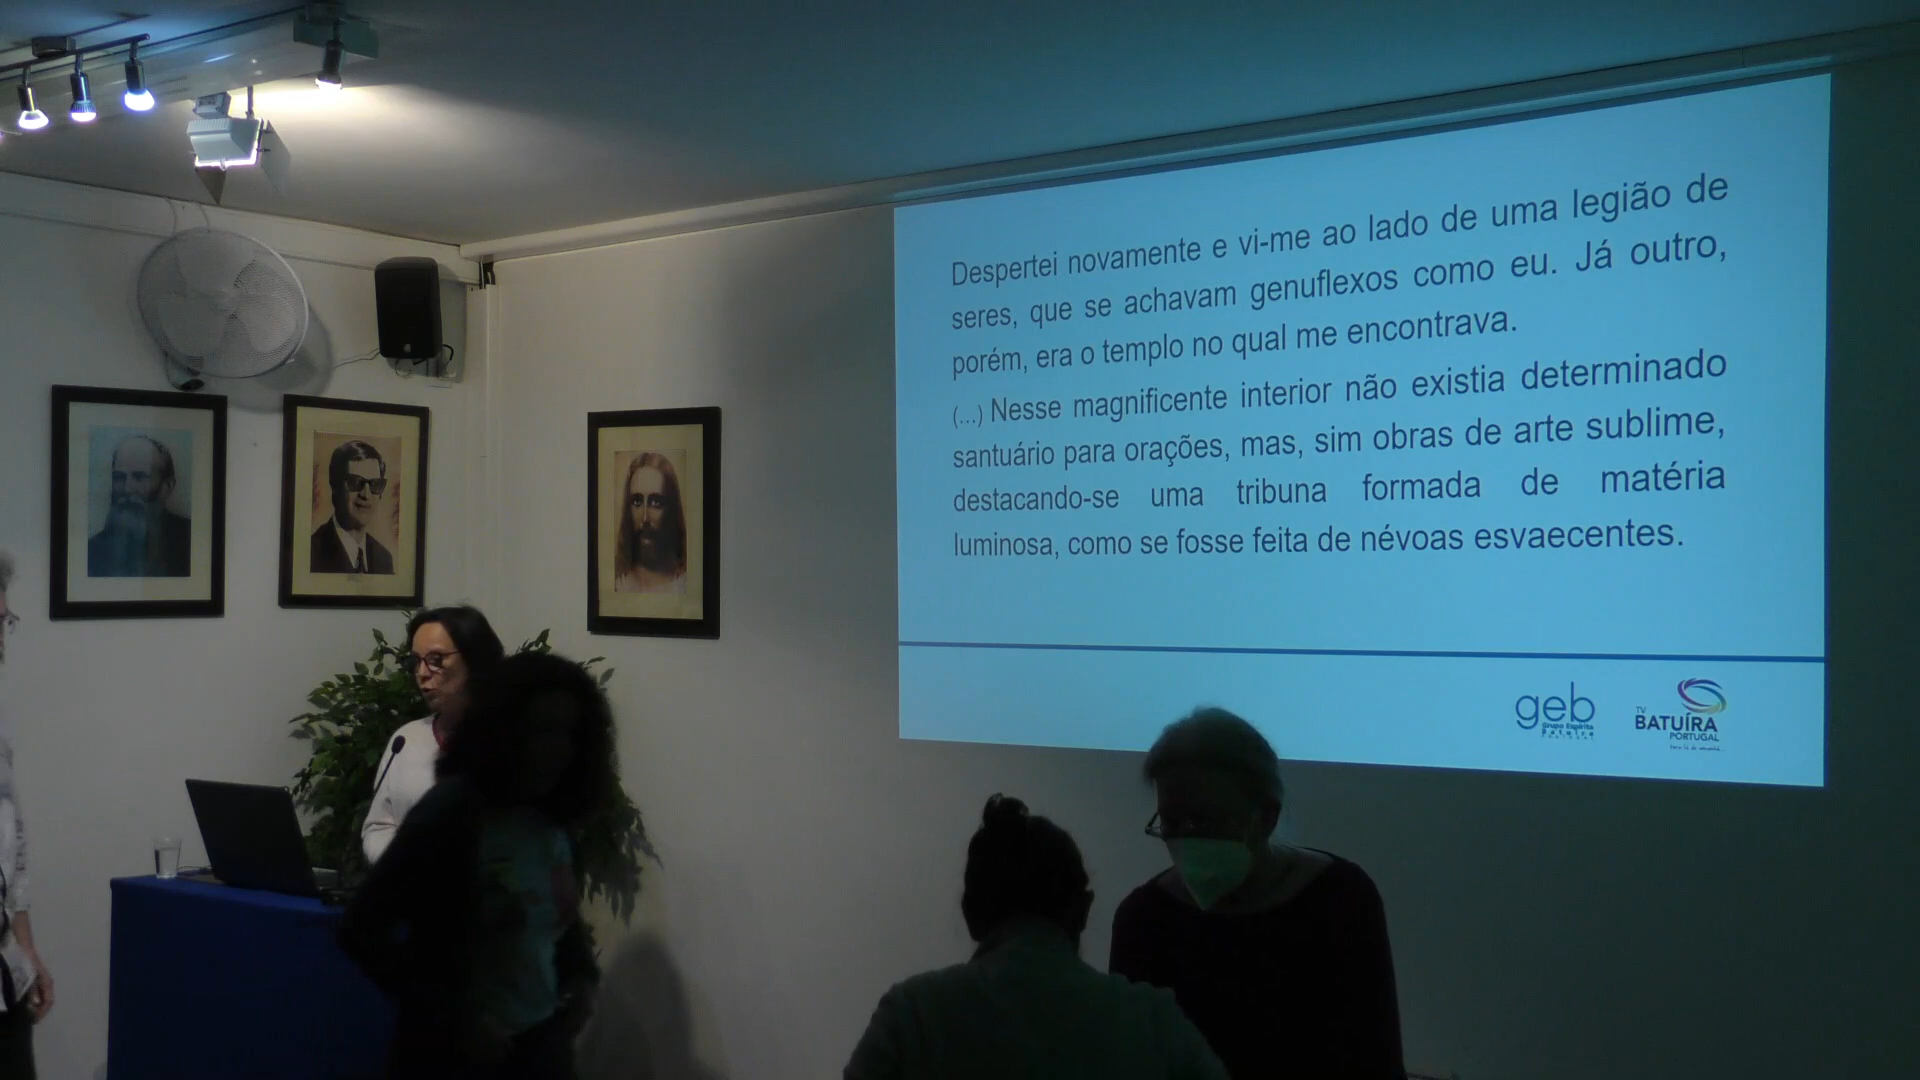 Despertei novamente e vi-me ao lado de uma legião de
seres, que se achavam genuflexos como eu. Já outro,
porém, era o templo no qual me encontrava.
(...) Nesse magnificente interior não existia determinado
santuário para orações, mas, sim obras de arte sublime,
destacando-se uma tribuna formada de matéria
luminosa, como se fosse feita de névoas esvaecentes.
geb
Grupo Espírita
Batuíra
TV
BATUÍRA
PORTUGAL